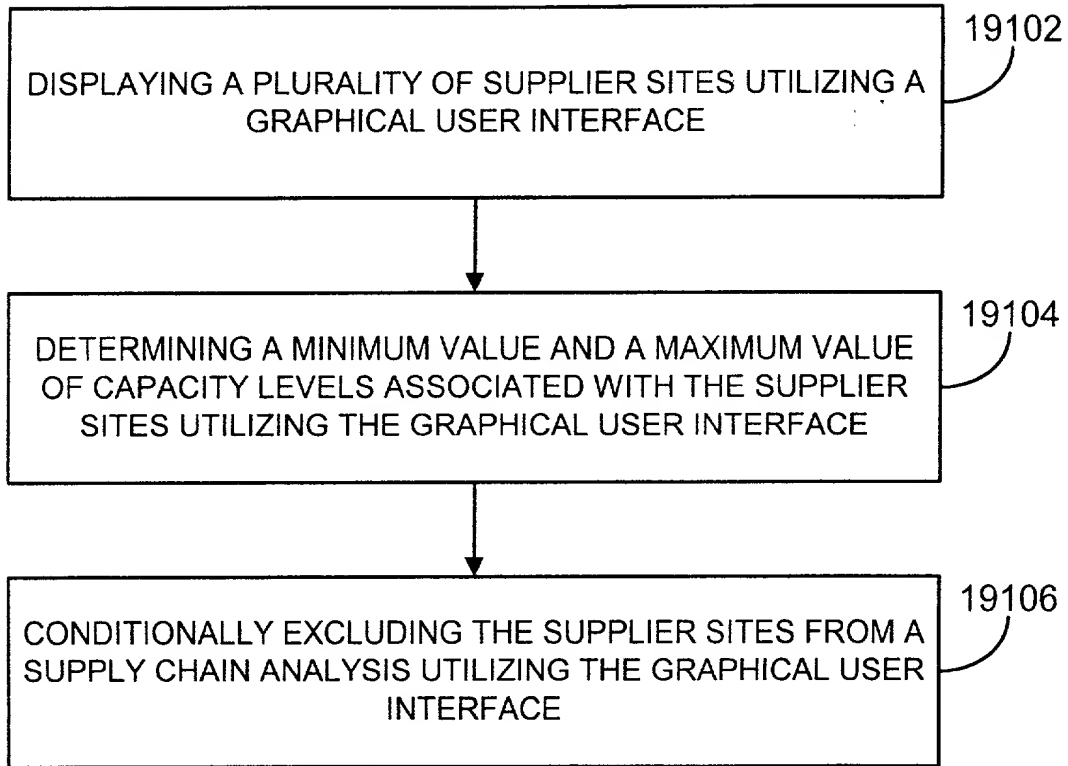 19102
DISPLAYING A PLURALITY OF SUPPLIER SITES UTILIZING A
GRAPHICAL USER INTERFACE
19104
DETERMINING A MINIMUM VALUE AND A MAXIMUM VALUE
OF CAPACITY LEVELS ASSOCIATED WITH THE SUPPLIER
SITES UTILIZING THE GRAPHICAL USER INTERFACE
19106
CONDITIONALLY EXCLUDING THE SUPPLIER SITES FROM A
SUPPLY CHAIN ANALYSIS UTILIZING THE GRAPHICAL USER
INTERFACE